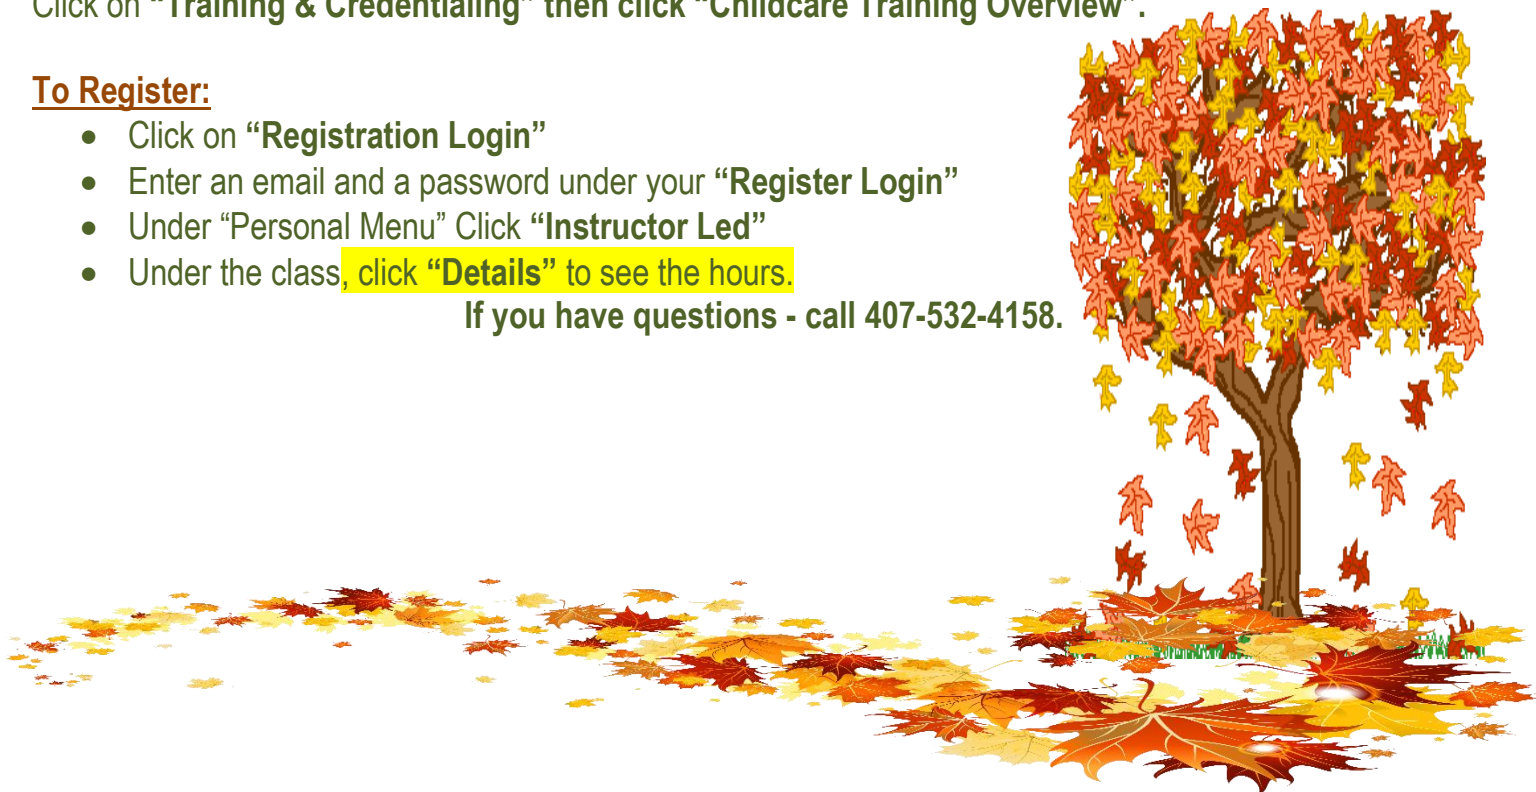 Click on “Training & Credentialing” then click “Childcare Training Overview”.
To Register:
• Click on “Registration Login”
• Enter an email and a password under your “Register Login”
• Under “Personal Menu” Click “Instructor Led”
• Under the class, click “Details” to see the hours.
If you have questions - call 407-532-4158.